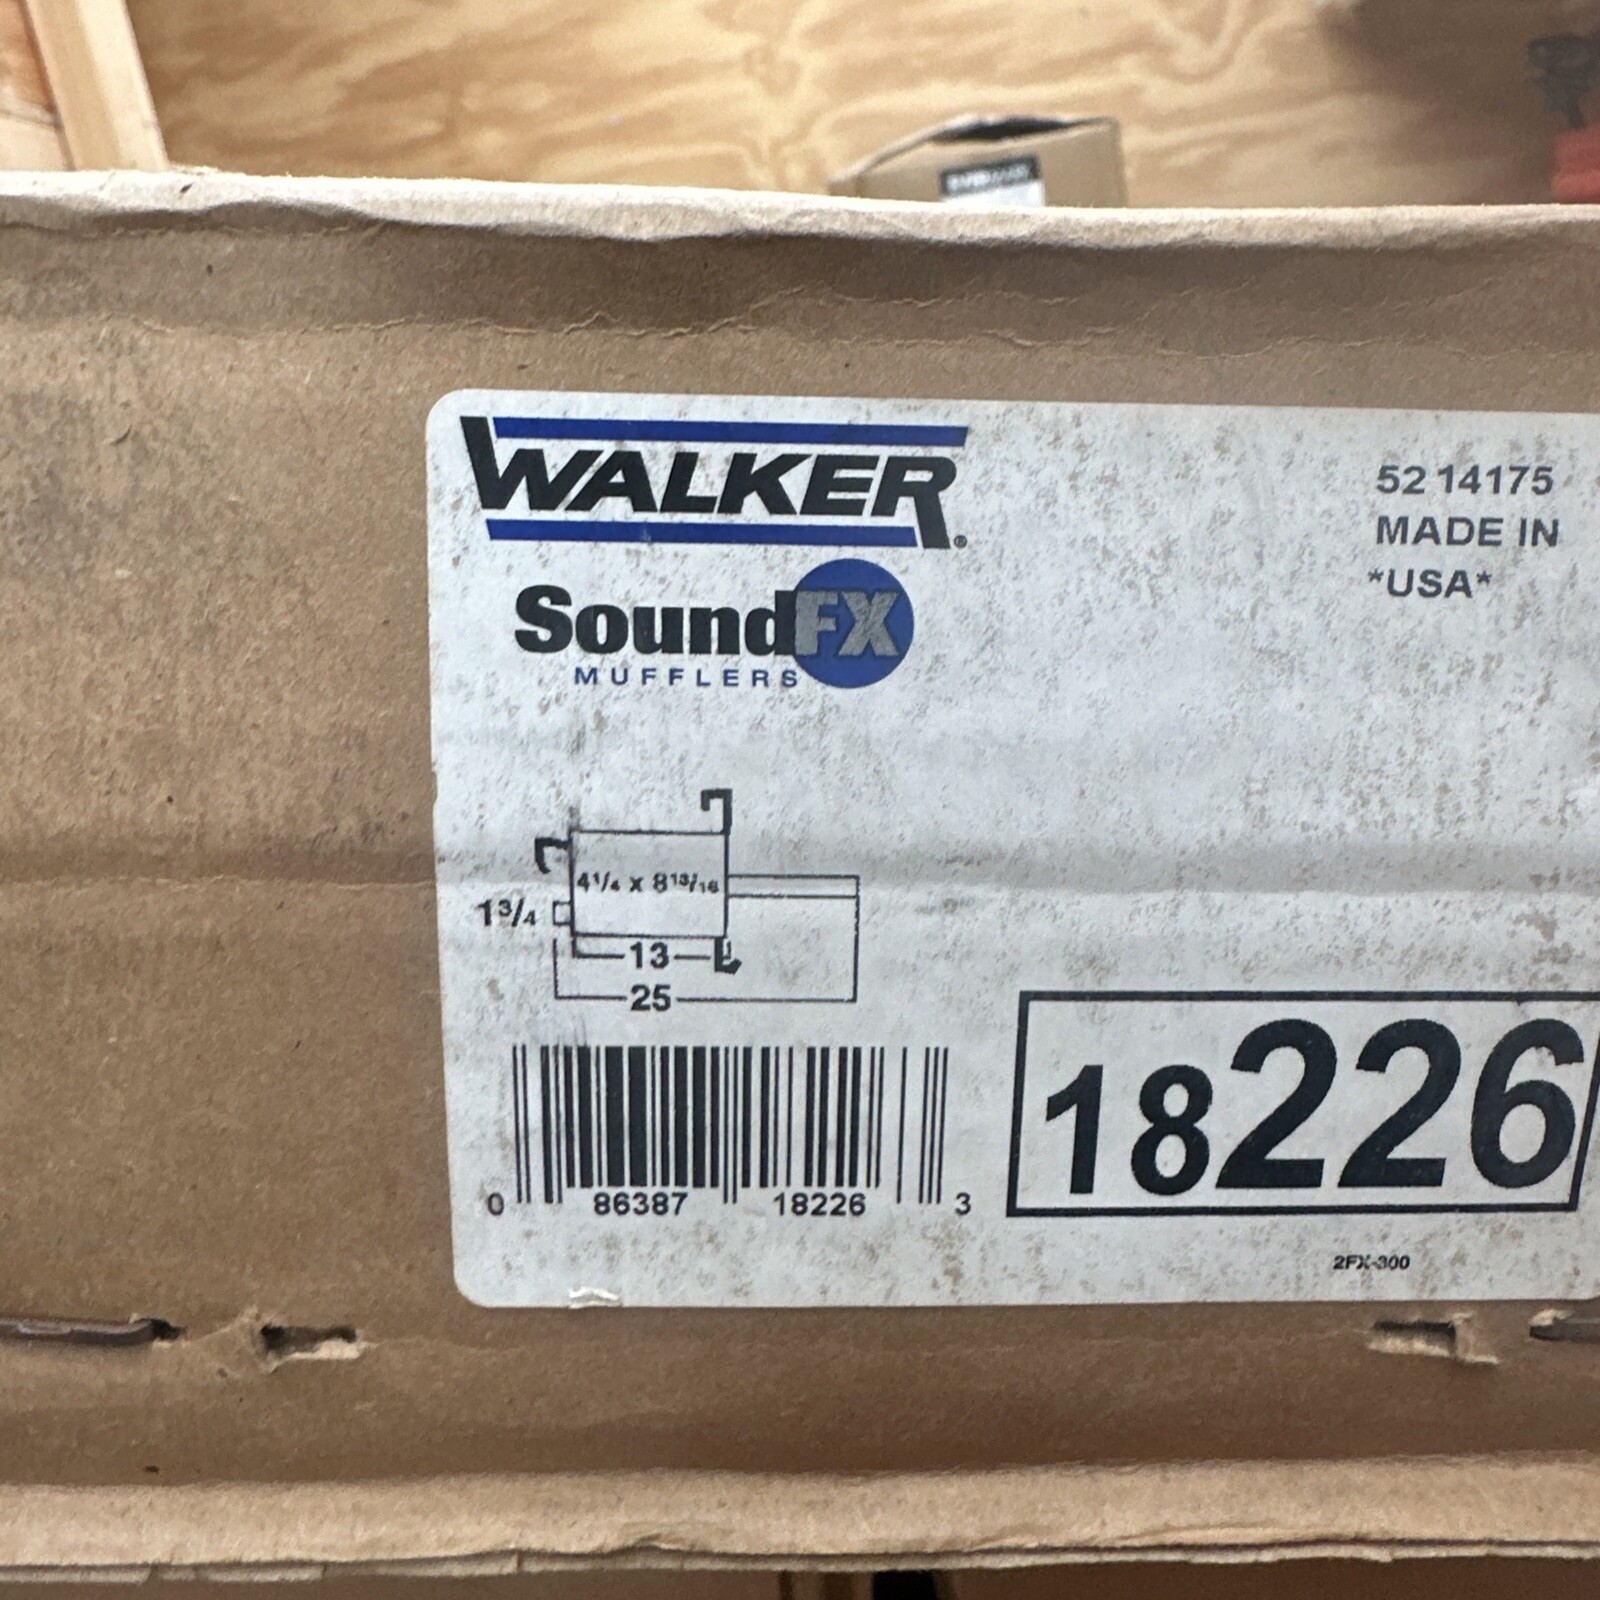 WALKER®
SoundFX
MUFFLERS
52 14175
MADE IN
*USA*
4 1/4 x 8 13/16
1 3/4
13
25
0 86387 18226 3
18226
2FX-300